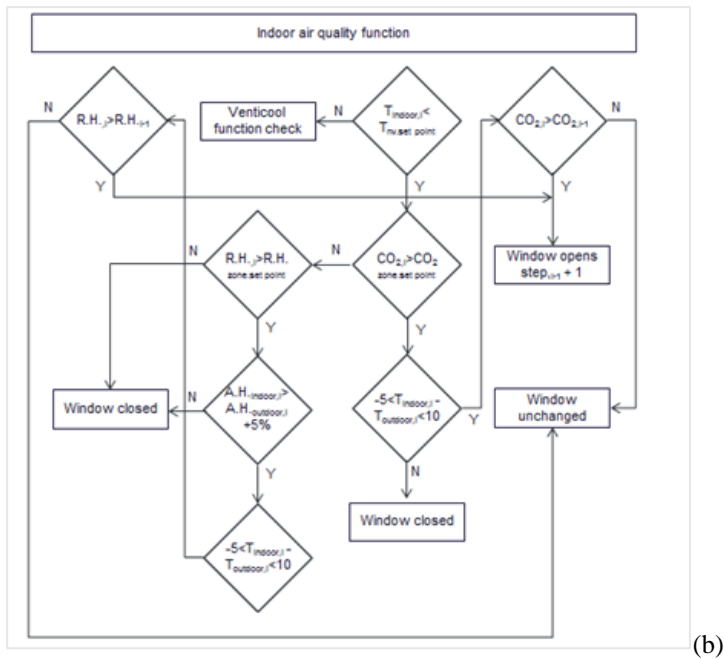 Indoor air quality function
N
R.H.,i>R.H.,i-1
Y
Venticool
function check
N
Tindoor,i<
Tnv.set point
Y
CO2,i>CO2,i-1
N
Y
N
R.H.,i>R.H.
zone.set point
Y
N
CO2,i>CO2
zone.set point
Y
Window opens
step,i-1 + 1
Window closed
N
A.H.indoor,i>
A.H.outdoor,i
+5%
Y
-5<Tindoor,i -
Toutdoor,i<10
Y
N
Window
unchanged
Window closed
-5<Tindoor,i -
Toutdoor,i<10
(b)